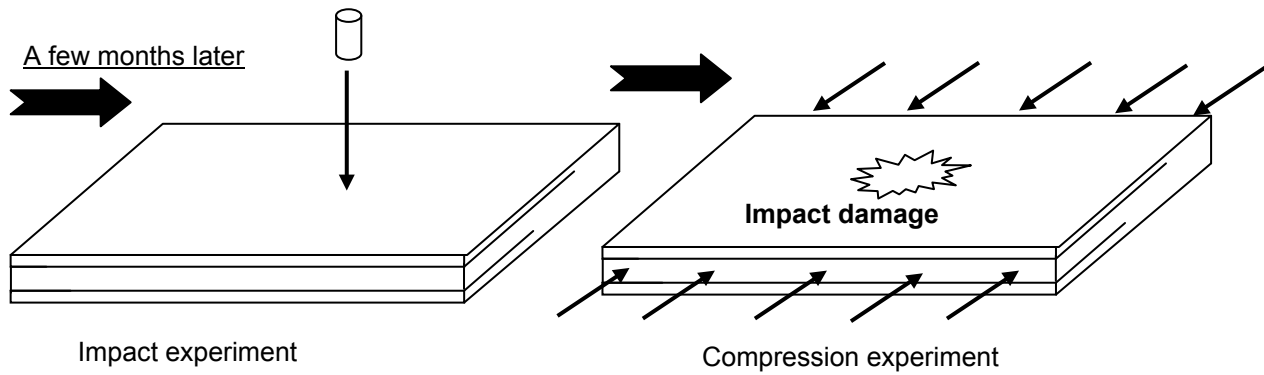 A few months later
Impact damage
Impact experiment
Compression experiment